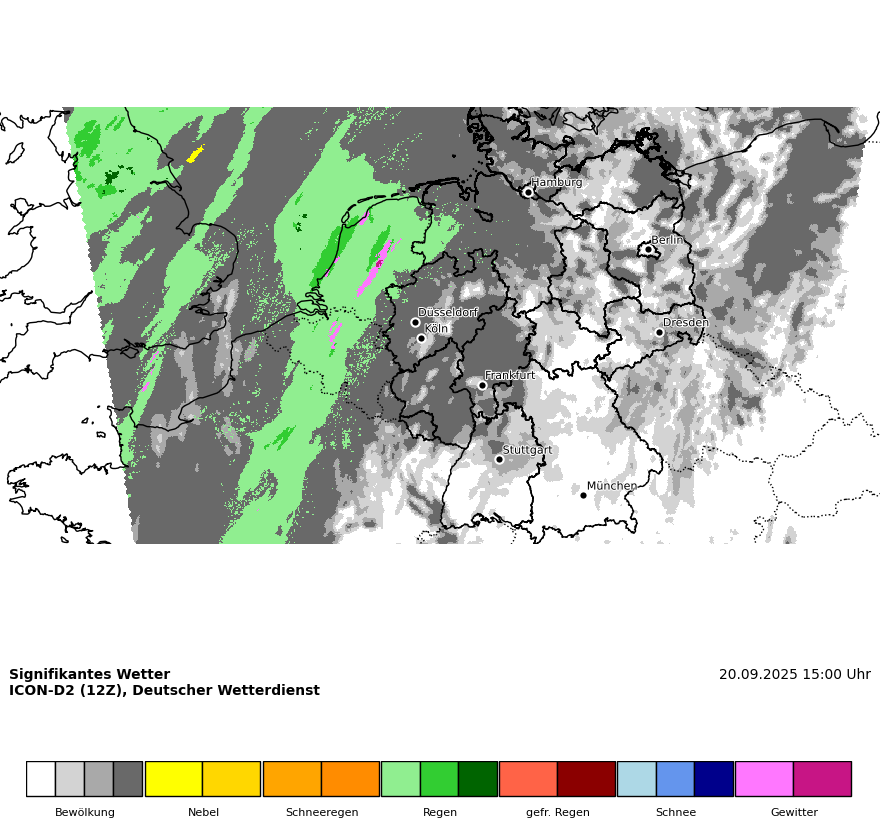 Hamburg
Berlin
Düsseldorf
Köln
Dresden
Frankfurt
Stuttgart
München
Signifikantes Wetter
20.09.2025 15:00 Uhr
ICON-D2 (12Z), Deutscher Wetterdienst
Bewölkung
Nebel
Schneeregen
Regen
gefr. Regen
Schnee
Gewitter